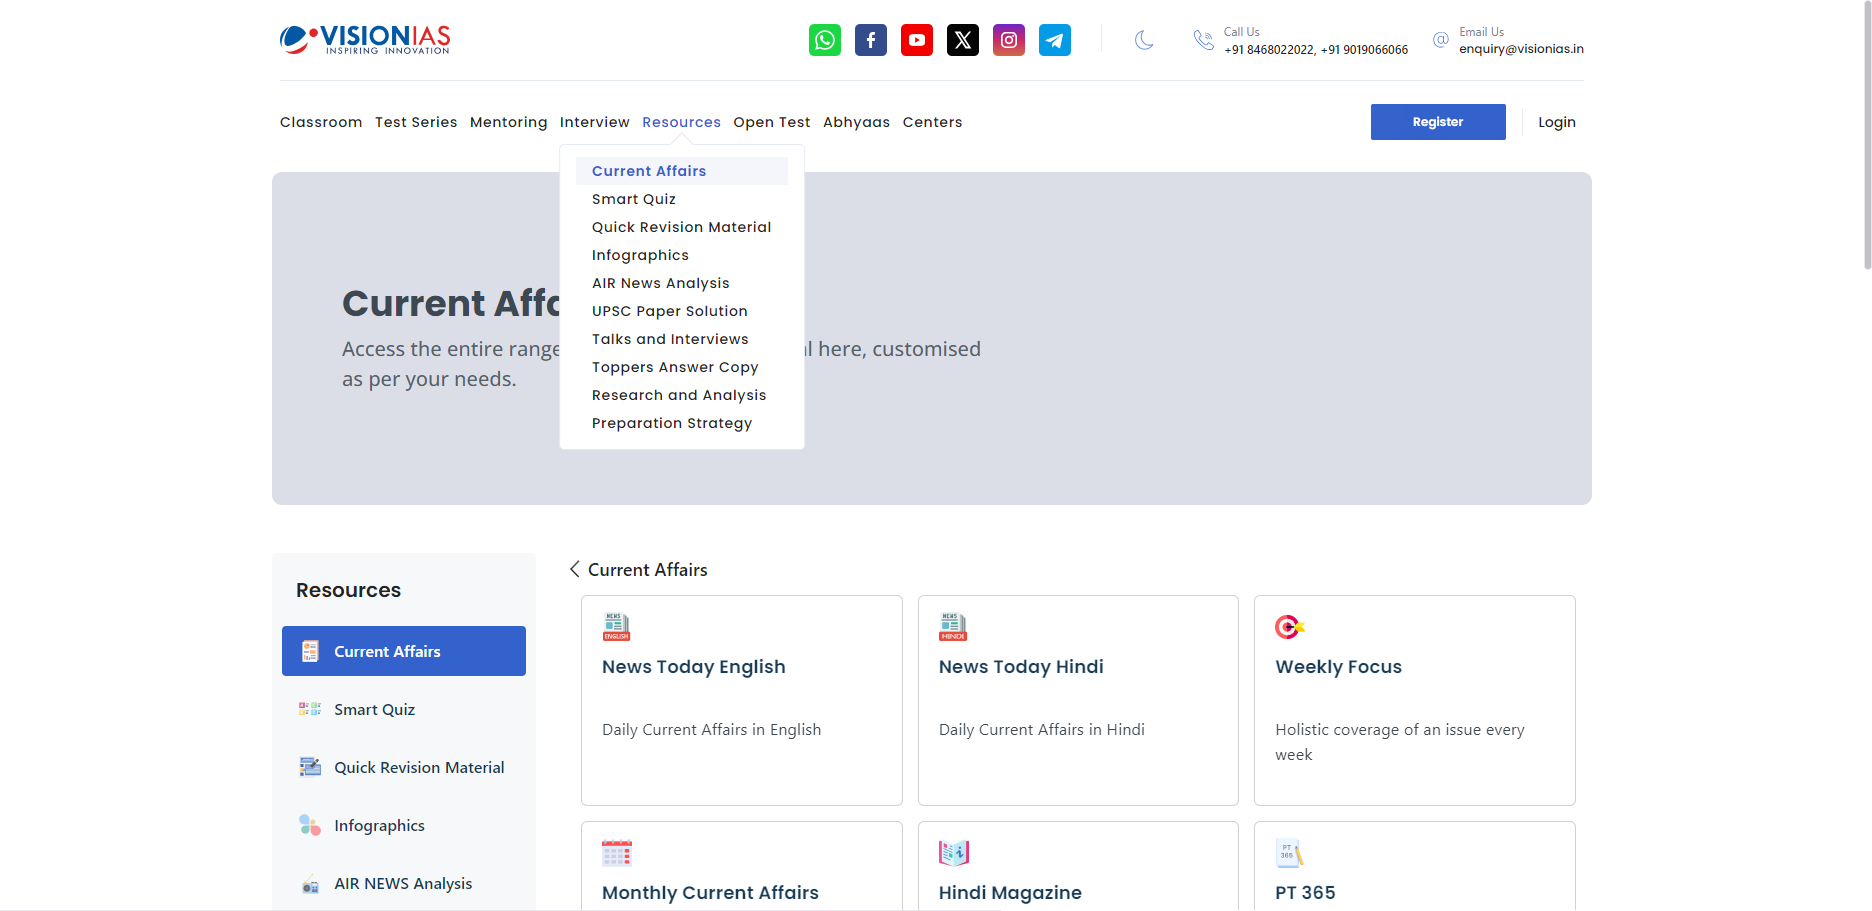 VISIONIAS
INSPIRING INNOVATION
Call Us
+91 8468022022, +91 9019066066
Email Us
enquiry@visionias.in
Classroom Test Series Mentoring Interview Resources Open Test Abhyaas Centers
Register
Login
Current Affairs
Smart Quiz
Quick Revision Material
Infographics
AIR News Analysis
UPSC Paper Solution
Talks and Interviews
Toppers Answer Copy
Research and Analysis
Preparation Strategy
Current
Access the entire range here, customised
as per your needs.
Resources
Current Affairs
Smart Quiz
Quick Revision Material
Infographics
AIR NEWS Analysis
Current Affairs
NEWS
ENGLISH
News Today English
Daily Current Affairs in English
NEWS
HINDI
News Today Hindi
Daily Current Affairs in Hindi
Weekly Focus
Holistic coverage of an issue every
week
Monthly Current Affairs
Hindi Magazine
PT
365
PT 365